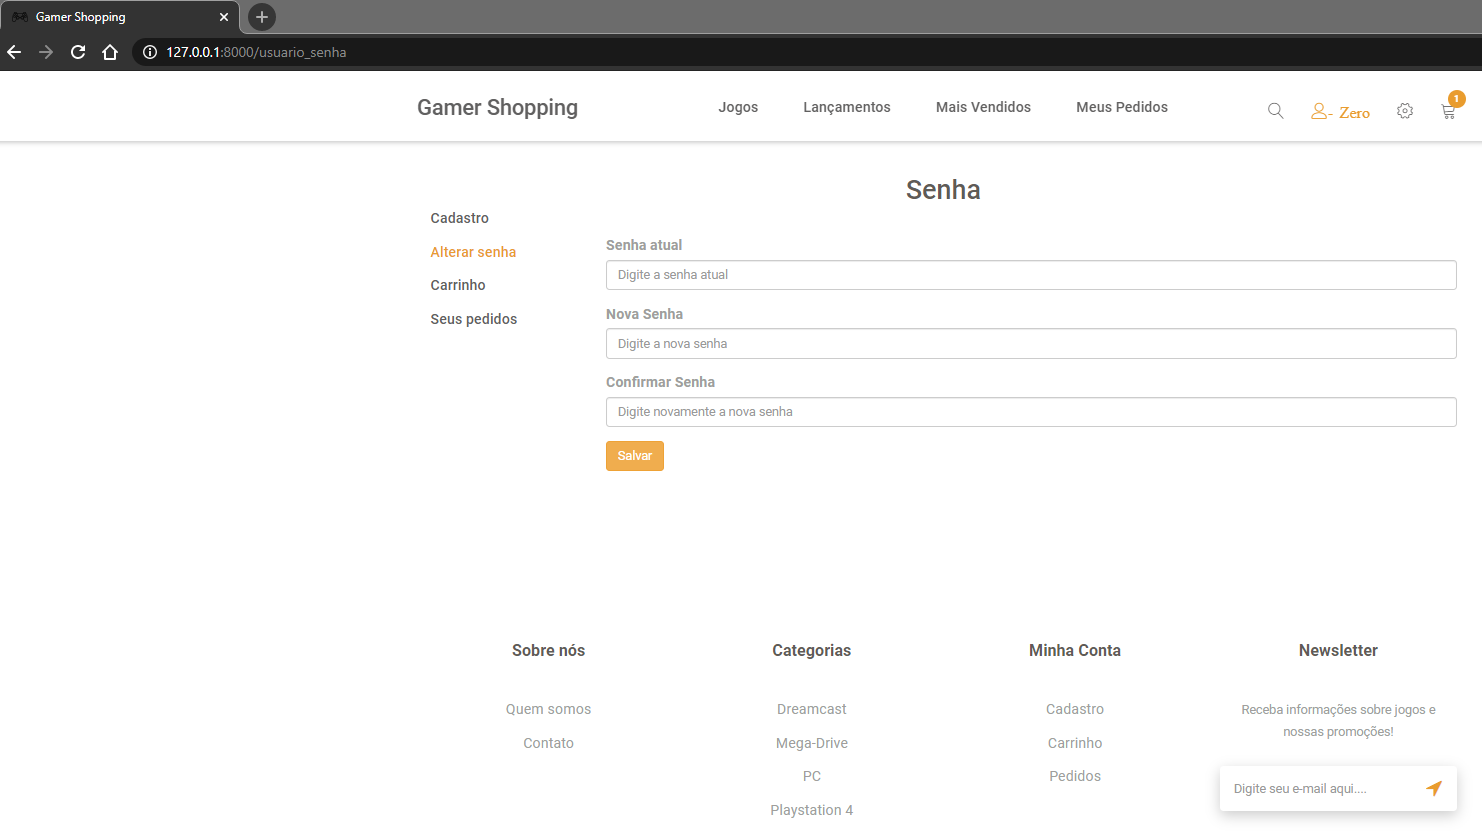 Gamer Shopping
127.0.0.1:8000/usuario_senha
Gamer Shopping
Jogos
Lançamentos
Mais Vendidos
Meus Pedidos
- Zero
1
Senha
Cadastro
Alterar senha
Carrinho
Seus pedidos
Senha atual
Digite a senha atual
Nova Senha
Digite a nova senha
Confirmar Senha
Digite novamente a nova senha
Salvar
Sobre nós
Quem somos
Contato
Categorias
Dreamcast
Mega-Drive
PC
Playstation 4
Minha Conta
Cadastro
Carrinho
Pedidos
Newsletter
Receba informações sobre jogos e
nossas promoções!
Digite seu e-mail aqui....